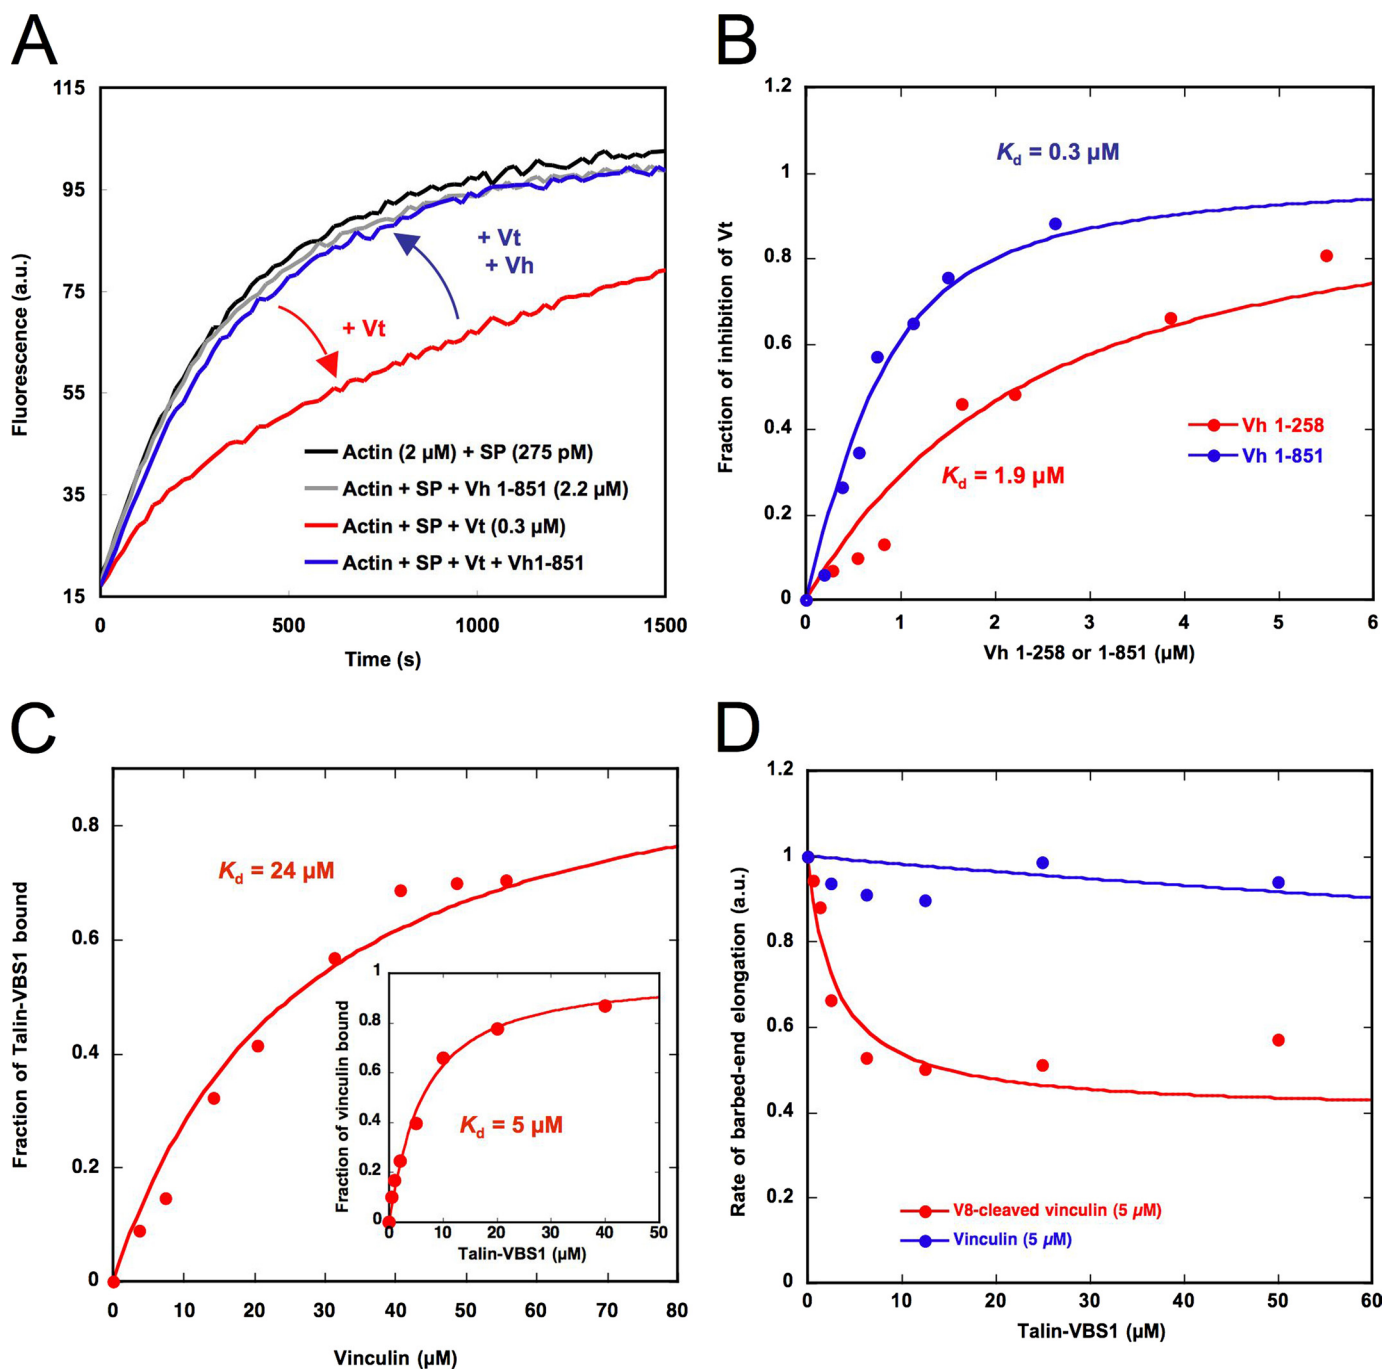 A
115
95
75
55
35
15
Fluorescence (a.u.)
+ Vt
+ Vh
+ Vt
Actin (2 µM) + SP (275 pM)
Actin + SP + Vh 1-851 (2.2 µM)
Actin + SP + Vt (0.3 µM)
Actin + SP + Vt + Vh1-851
0 500 1000 1500
Time (s)
B
1.2
1
0.8
0.6
0.4
0.2
0
Fraction of inhibition of Vt
Kd = 0.3 µM
Vh 1-258
Vh 1-851
Kd = 1.9 µM
0 1 2 3 4 5 6
Vh 1-258 or 1-851 (µM)
C
0.8
0.6
0.4
0.2
0
Fraction of Talin-VBS1 bound
Kd = 24 µM
1
0.8
0.6
0.4
0.2
0
Fraction of vinculin bound
Kd = 5 µM
0 10 20 30 40 50
Talin-VBS1 (µM)
0 10 20 30 40 50 60 70 80
Vinculin (µM)
D
1.2
1
0.8
0.6
0.4
0.2
0
Rate of barbed-end elongation (a.u.)
V8-cleaved vinculin (5 µM)
Vinculin (5 µM)
0 10 20 30 40 50 60
Talin-VBS1 (µM)